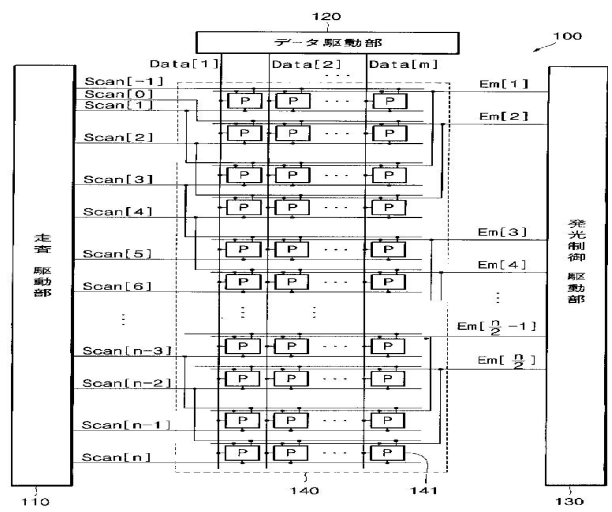 120
データ駆動部
100
Data[1] Data[2] ··· Data[m]
Scan[-1]
Scan[0]
Scan[1]
Scan[2]
Scan[3]
Scan[4]
Scan[5]
Scan[6]
⋮
Scan[n-3]
Scan[n-2]
Scan[n-1]
Scan[n]
走査駆動部
110
P P ··· P
P P ··· P
P P ··· P
P P ··· P
P P ··· P
P P ··· P
⋮ ⋮
P P ··· P
P P ··· P
P P ··· P
P P ··· P
140
141
Em[1]
Em[2]
Em[3]
Em[4]
⋮
Em[n/2-1]
Em[n/2]
発光制御駆動部
130